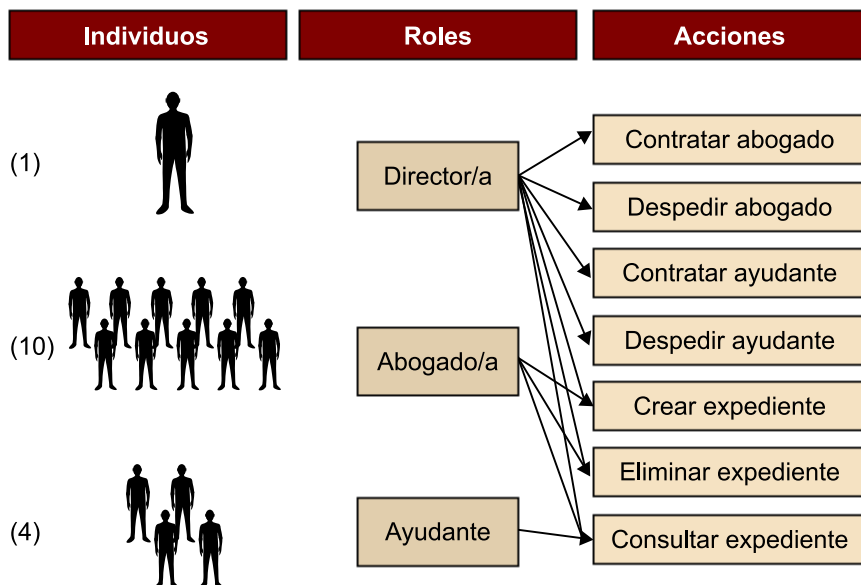 Individuos
Roles
Acciones
(1)
Director/a
Contratar abogado
Despedir abogado
Contratar ayudante
(10)
Abogado/a
Despedir ayudante
Crear expediente
Eliminar expediente
(4)
Ayudante
Consultar expediente